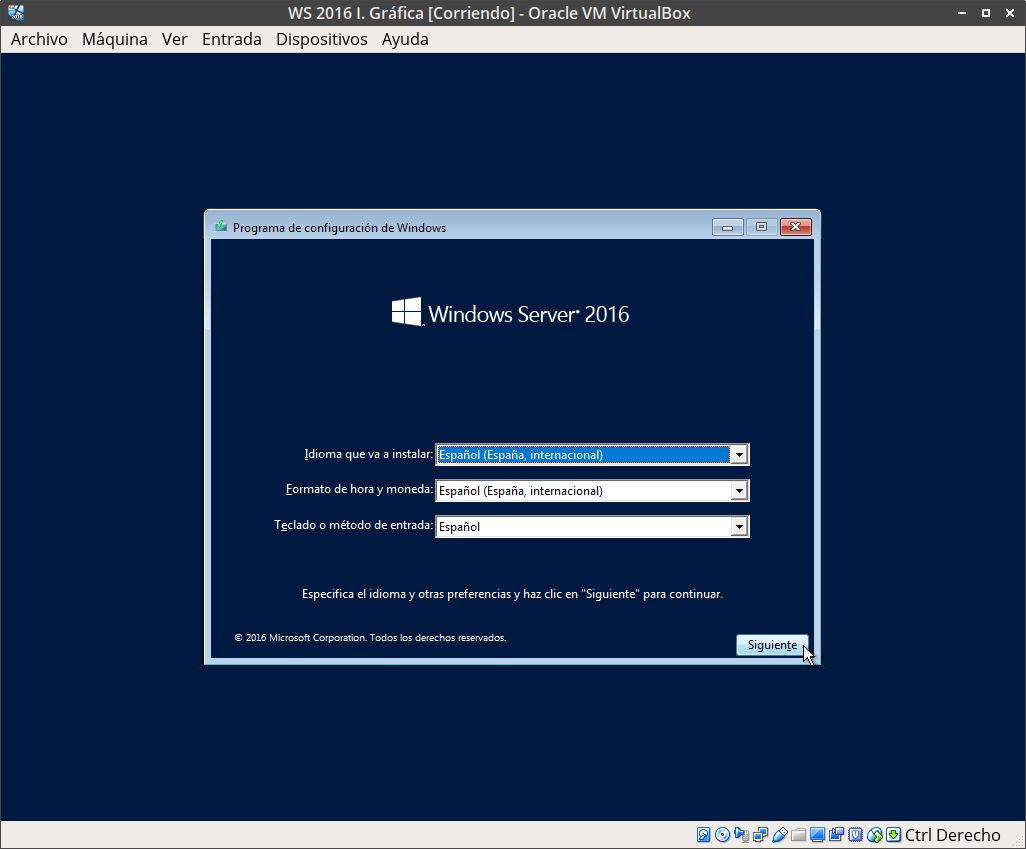 WS 2016 I. Gráfica [Corriendo] - Oracle VM VirtualBox
Archivo Máquina Ver Entrada Dispositivos Ayuda
Programa de configuración de Windows
Windows Server 2016
Idioma que va a instalar: Español (España, internacional)
Formato de hora y moneda: Español (España, internacional)
Teclado o método de entrada: Español
Especifica el idioma y otras preferencias y haz clic en "Siguiente" para continuar.
© 2016 Microsoft Corporation. Todos los derechos reservados.
Siguiente
Ctrl Derecho